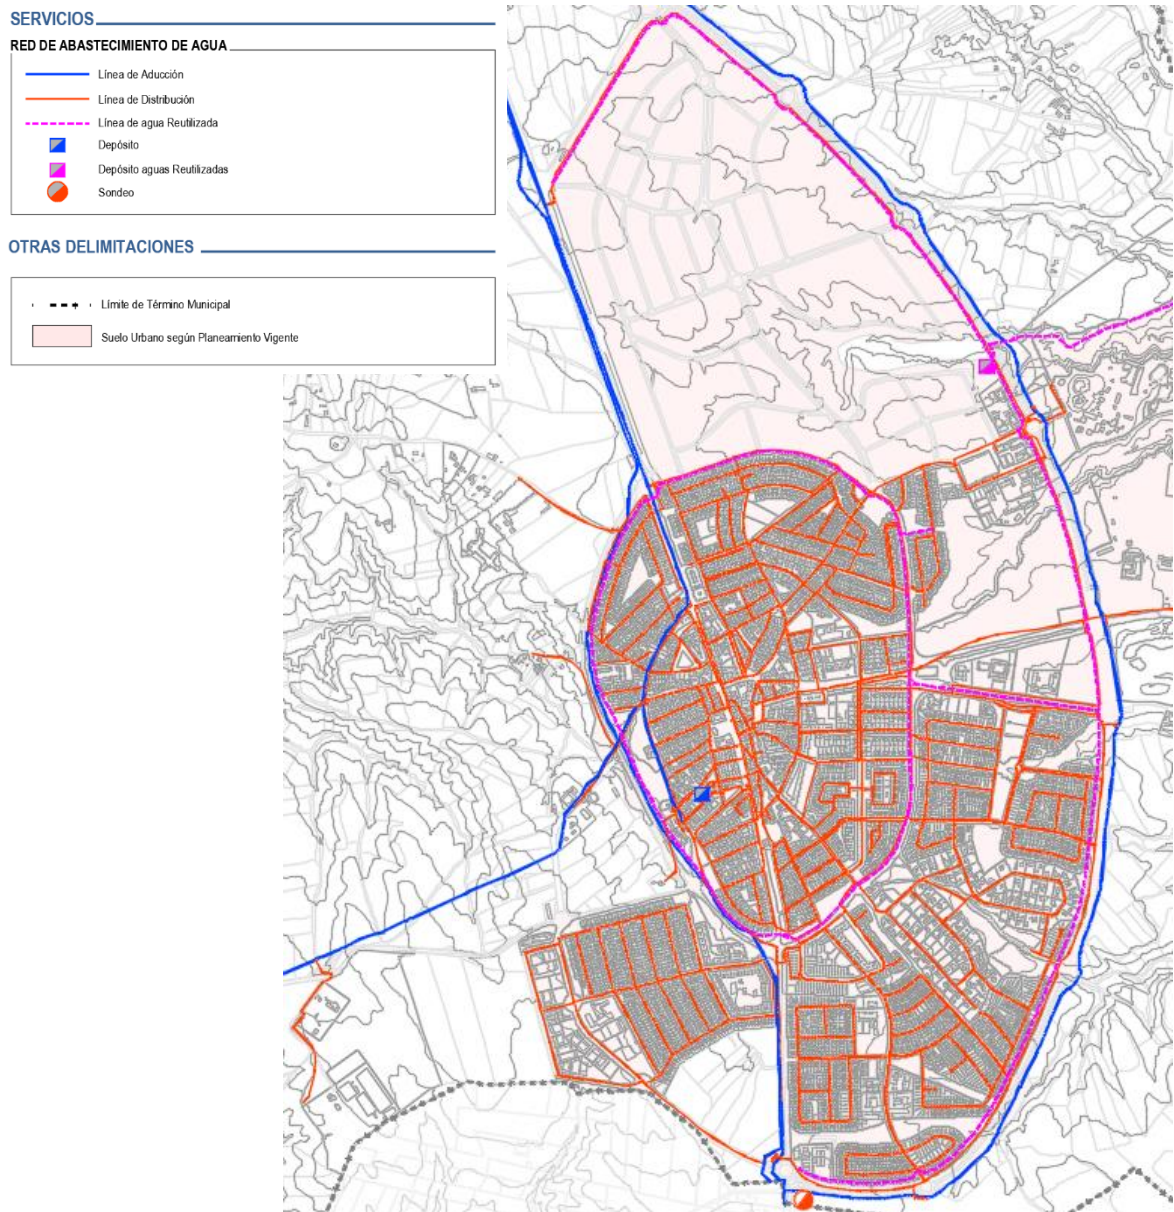 SERVICIOS
RED DE ABASTECIMIENTO DE AGUA
Línea de Aducción
Línea de Distribución
Línea de agua Reutilizada
Depósito
Depósito aguas Reutilizadas
Sondeo
OTRAS DELIMITACIONES
Límite de Término Municipal
Suelo Urbano según Planeamiento Vigente